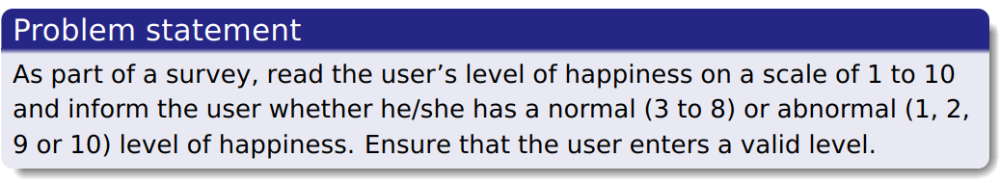 Problem statement
As part of a survey, read the user’s level of happiness on a scale of 1 to 10
and inform the user whether he/she has a normal (3 to 8) or abnormal (1, 2,
9 or 10) level of happiness. Ensure that the user enters a valid level.